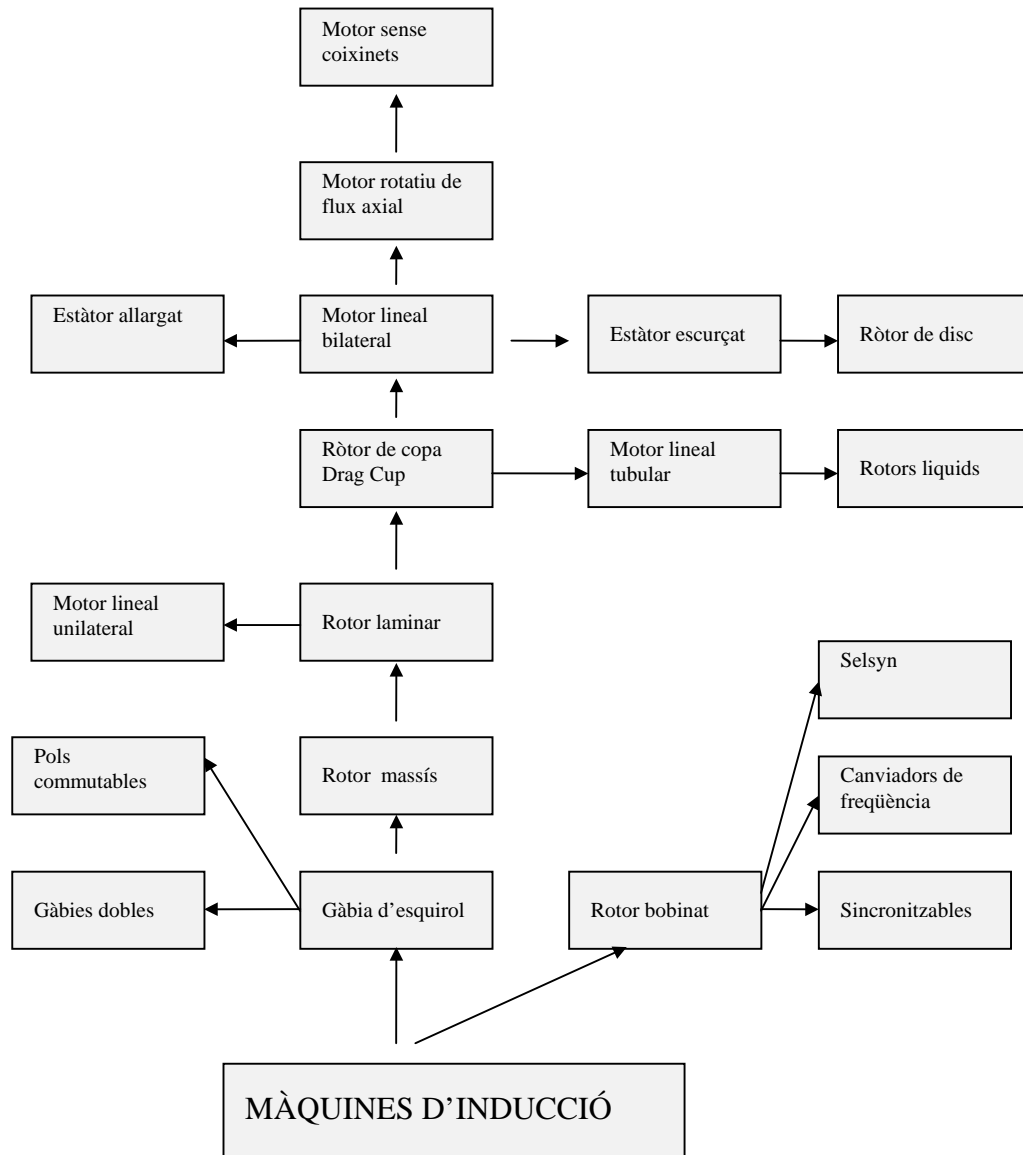 Motor sense
coixinets
Motor rotatiu de
flux axial
Estàtor allargat
Motor lineal
bilateral
Estàtor escurçat
Ròtor de disc
Ròtor de copa
Drag Cup
Motor lineal
tubular
Rotors liquids
Motor lineal
unilateral
Rotor laminar
Selsyn
Pols
commutables
Rotor  massís
Canviadors de
freqüència
Gàbies dobles
Gàbia d’esquirol
Rotor bobinat
Sincronitzables
MÀQUINES D’INDUCCIÓ